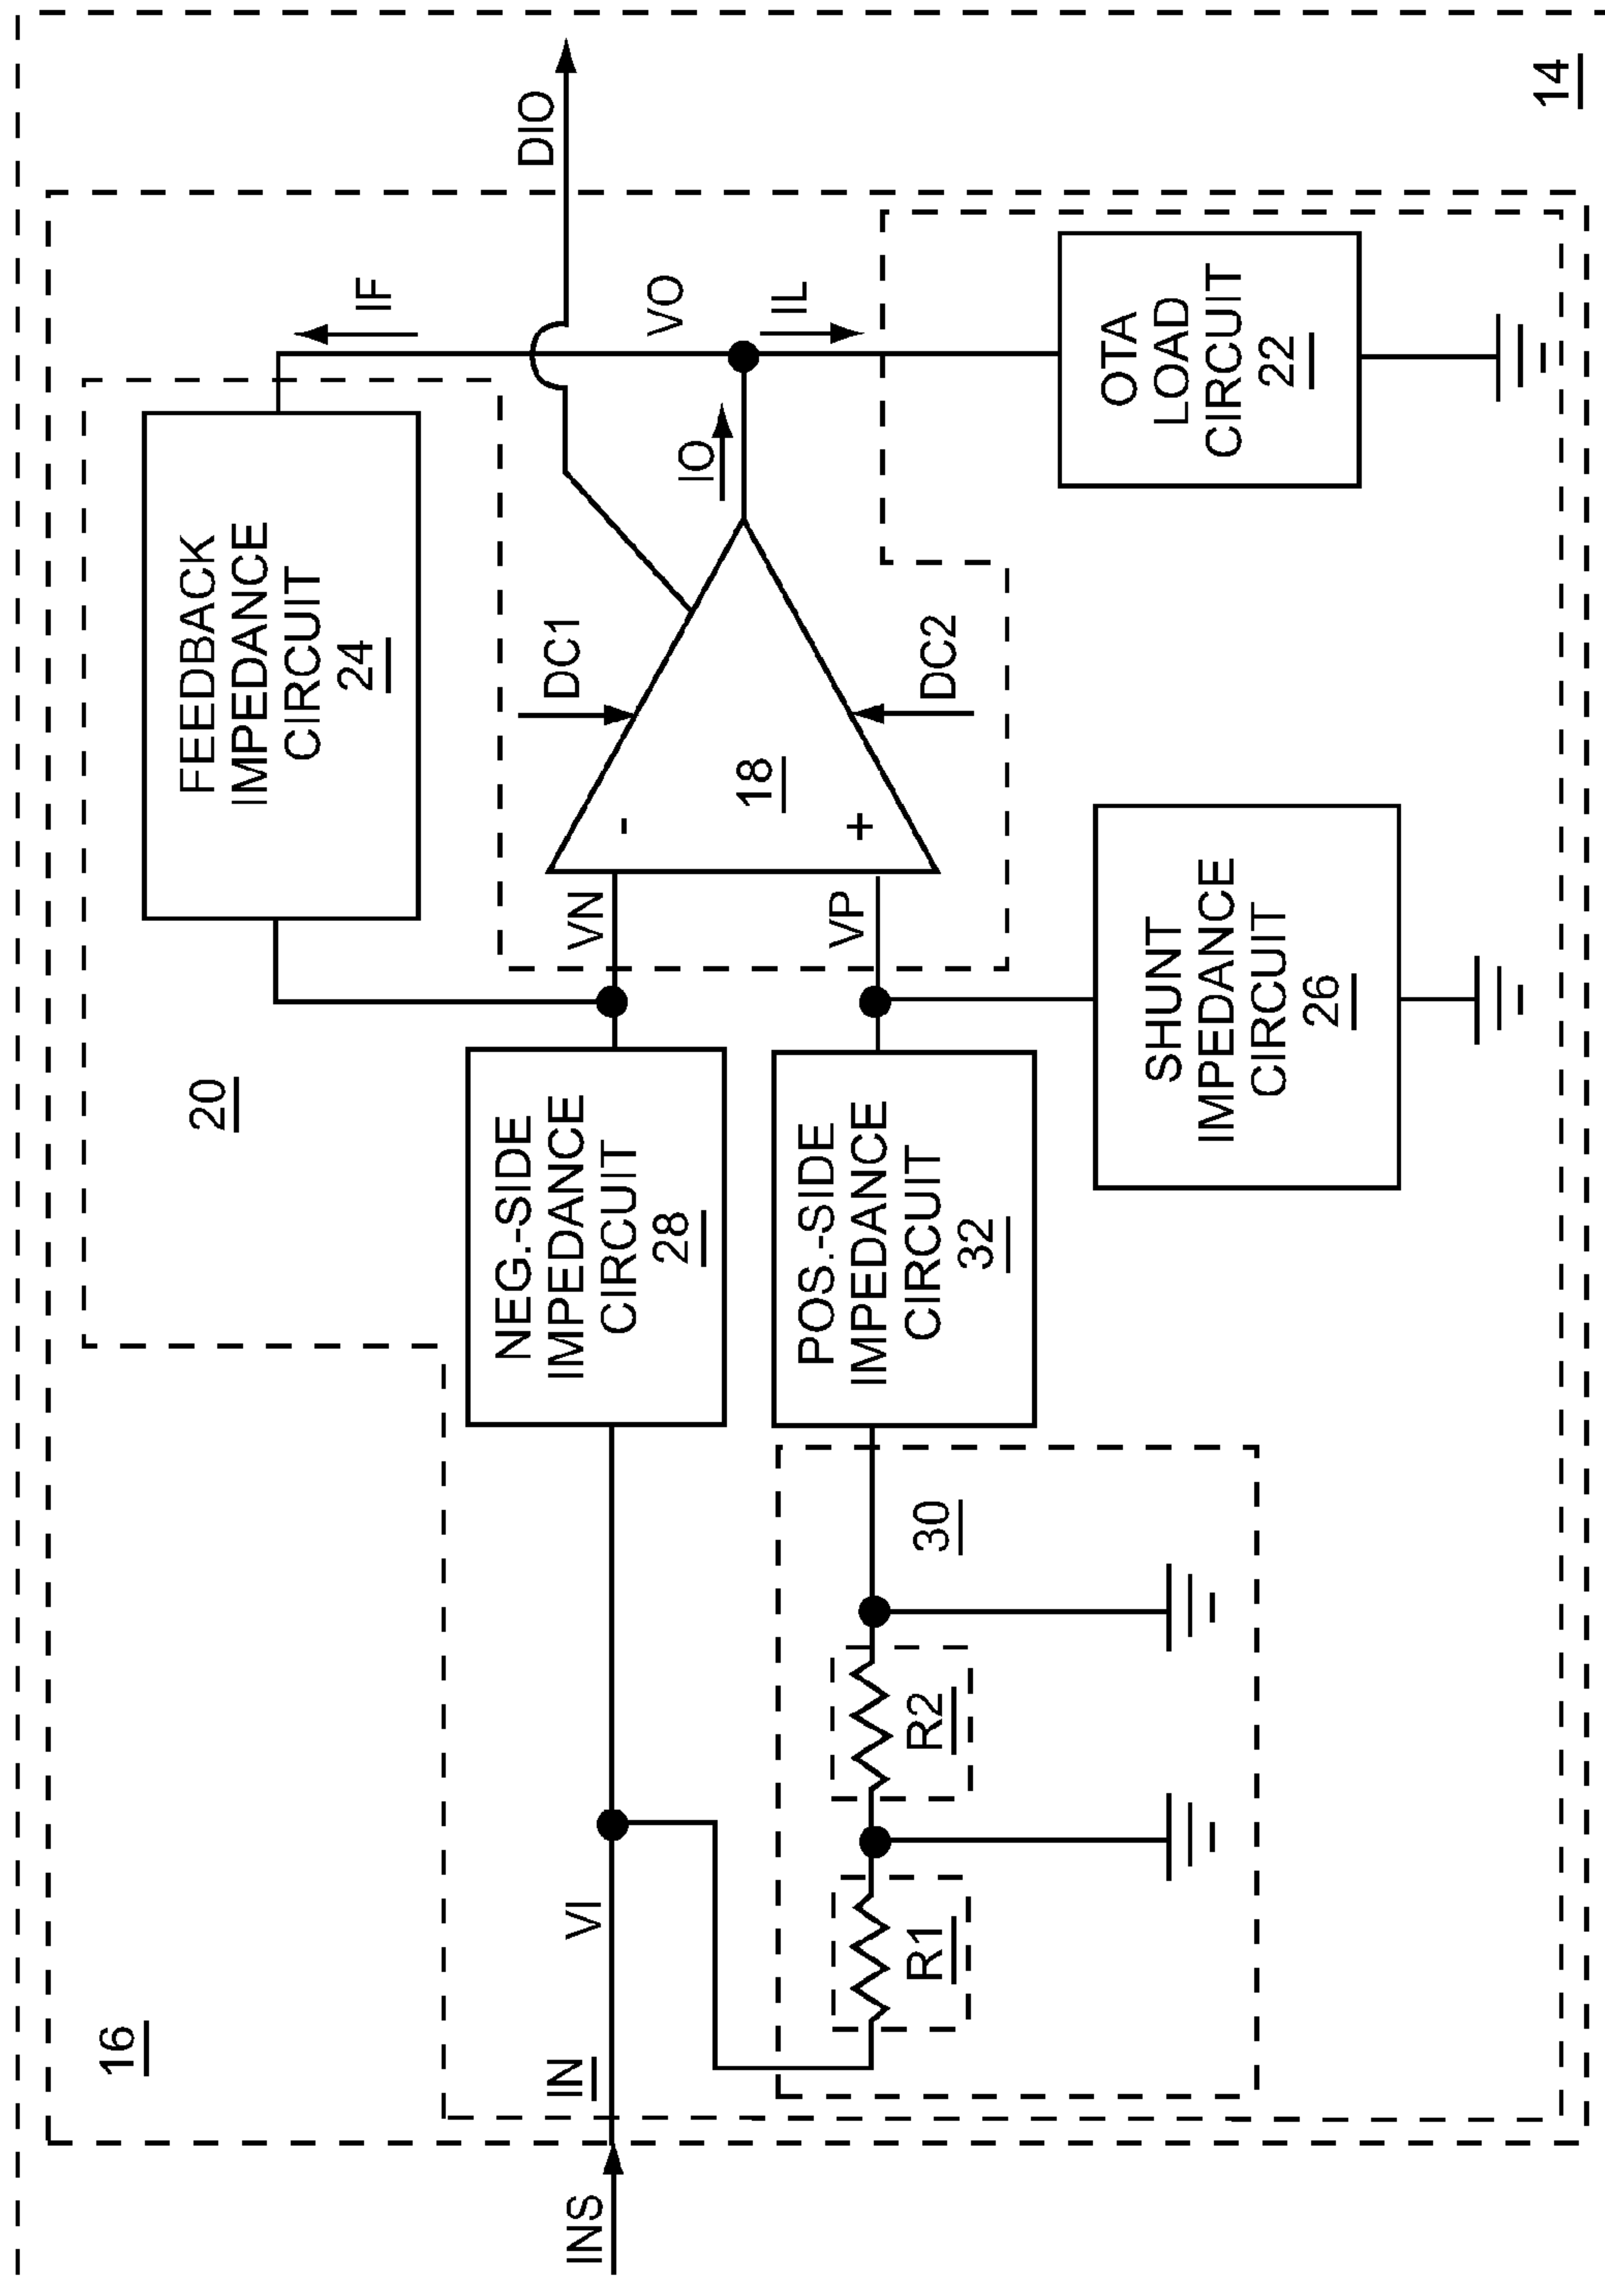 14
16
DIO
IF
FEEDBACK
IMPEDANCE
CIRCUIT
24
20
VO
IO
IL
DC1
DC2
18
-
+
VN
VP
NEG.-SIDE
IMPEDANCE
CIRCUIT
28
POS.-SIDE
IMPEDANCE
CIRCUIT
32
OTA
LOAD
CIRCUIT
22
SHUNT
IMPEDANCE
CIRCUIT
26
INS
IN
VI
30
R1
R2